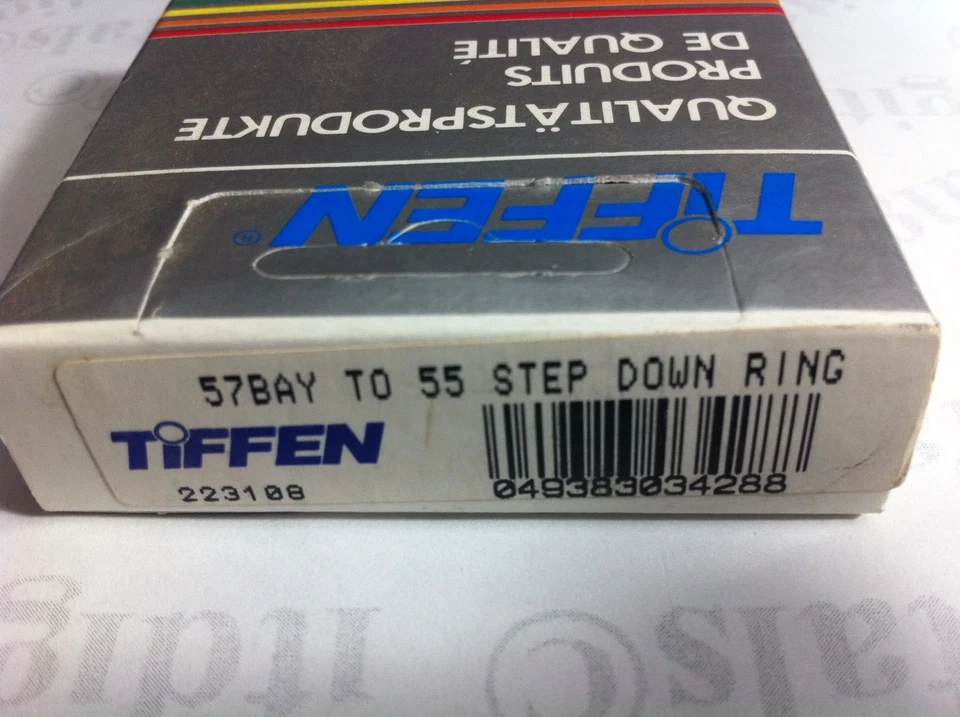 DE QUALITÉ
PRODUITS
QUALITÄTSPRODUKTE
TIFFEN®
57BAY TO 55 STEP DOWN RING
TIFFEN
223108
049383034288